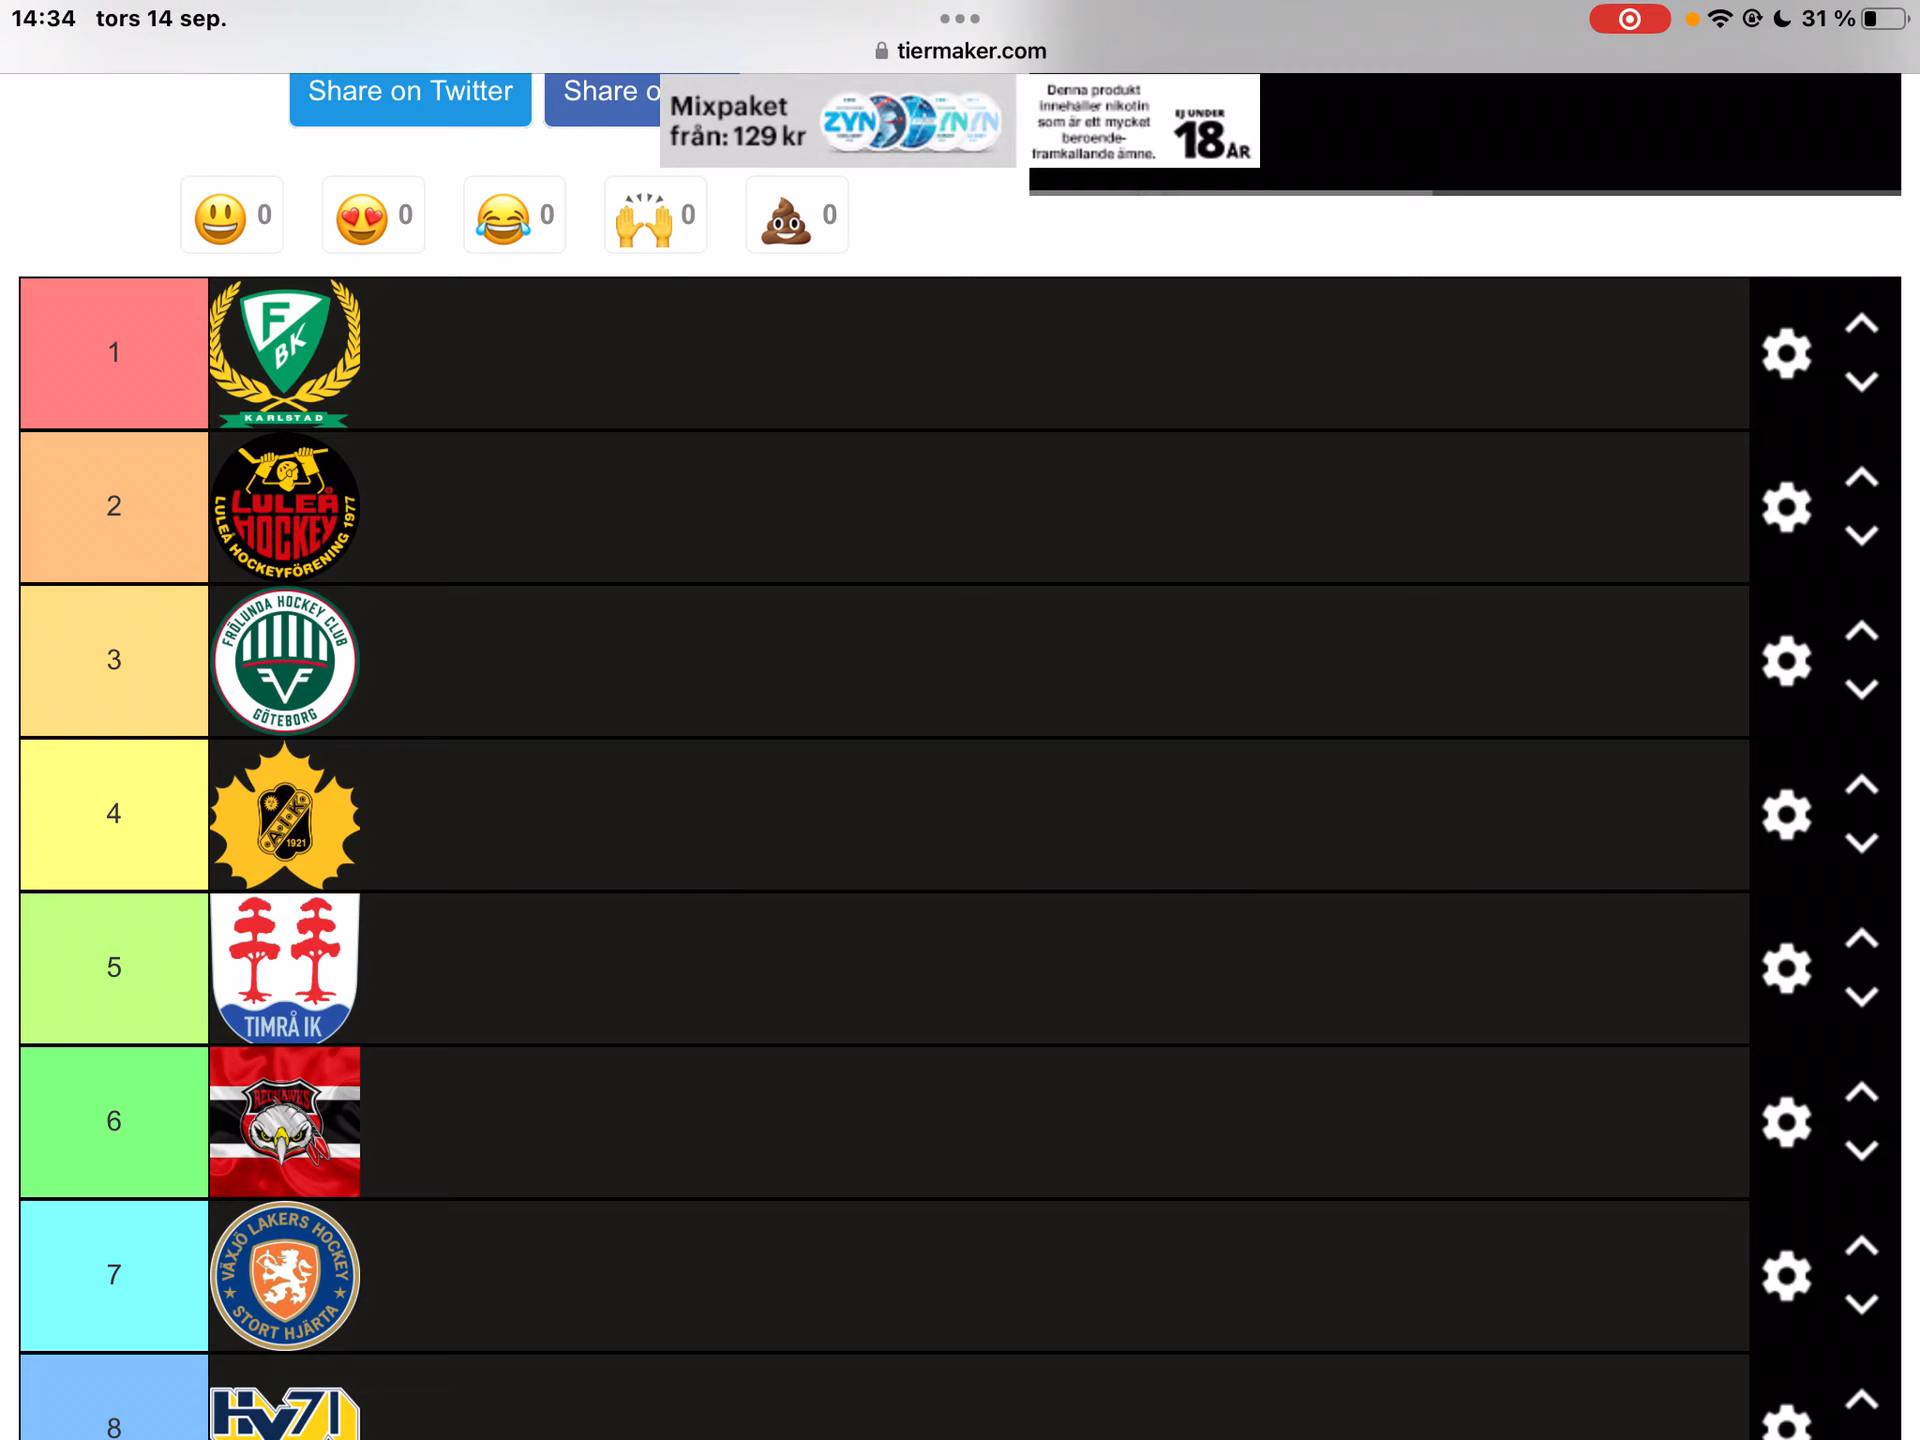 14:34 tors 14 sep.
31 %
tiermaker.com
Share on Twitter
Share o
Mixpaket
från: 129 kr
ZYN
Denna produkt
innehåller nikotin
som är ett mycket
beroende-
framkallande ämne.
EJ UNDER
18 ÅR
0
0
0
0
0
1
F
BK
KARLSTAD
2
LULEÅ
HOCKEY
LULEÅ HOCKEYFÖRENING 1977
3
FRÖLUNDA HOCKEY CLUB
GÖTEBORG
4
A.I.K
1921
5
TIMRÅ IK
6
REDHAWKS
7
VÄXJÖ LAKERS HOCKEY
STORT HJÄRTA
8
HV71